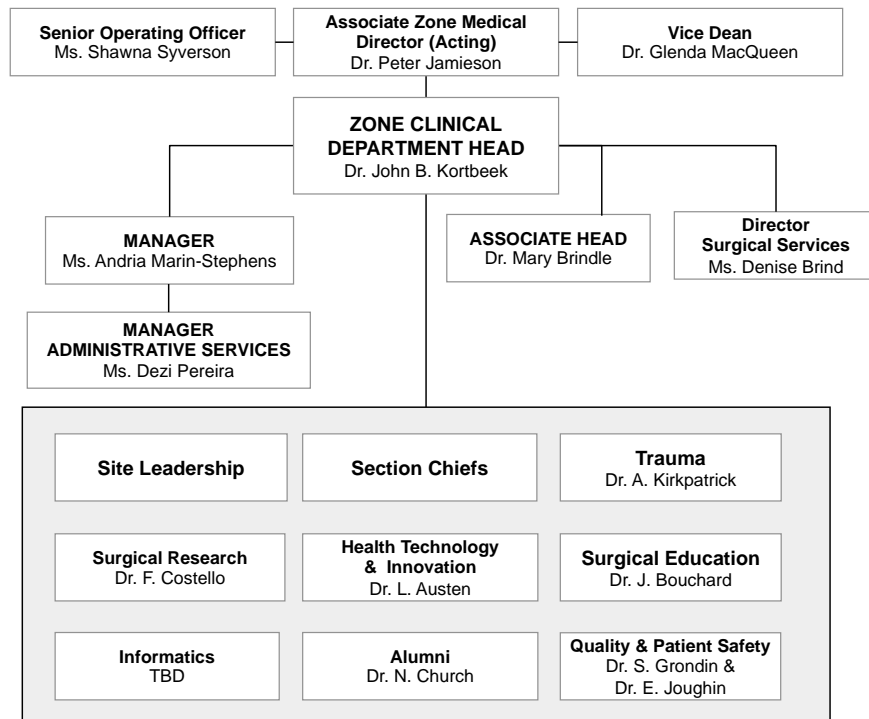 Senior Operating Officer
Ms. Shawna Syverson
Associate Zone Medical
Director (Acting)
Dr. Peter Jamieson
Vice Dean
Dr. Glenda MacQueen
ZONE CLINICAL
DEPARTMENT HEAD
Dr. John B. Kortbeek
MANAGER
Ms. Andria Marin-Stephens
ASSOCIATE HEAD
Dr. Mary Brindle
Director
Surgical Services
Ms. Denise Brind
MANAGER
ADMINISTRATIVE SERVICES
Ms. Dezi Pereira
Site Leadership
Section Chiefs
Trauma
Dr. A. Kirkpatrick
Surgical Research
Dr. F. Costello
Health Technology
& Innovation
Dr. L. Austen
Surgical Education
Dr. J. Bouchard
Informatics
TBD
Alumni
Dr. N. Church
Quality & Patient Safety
Dr. S. Grondin &
Dr. E. Joughin